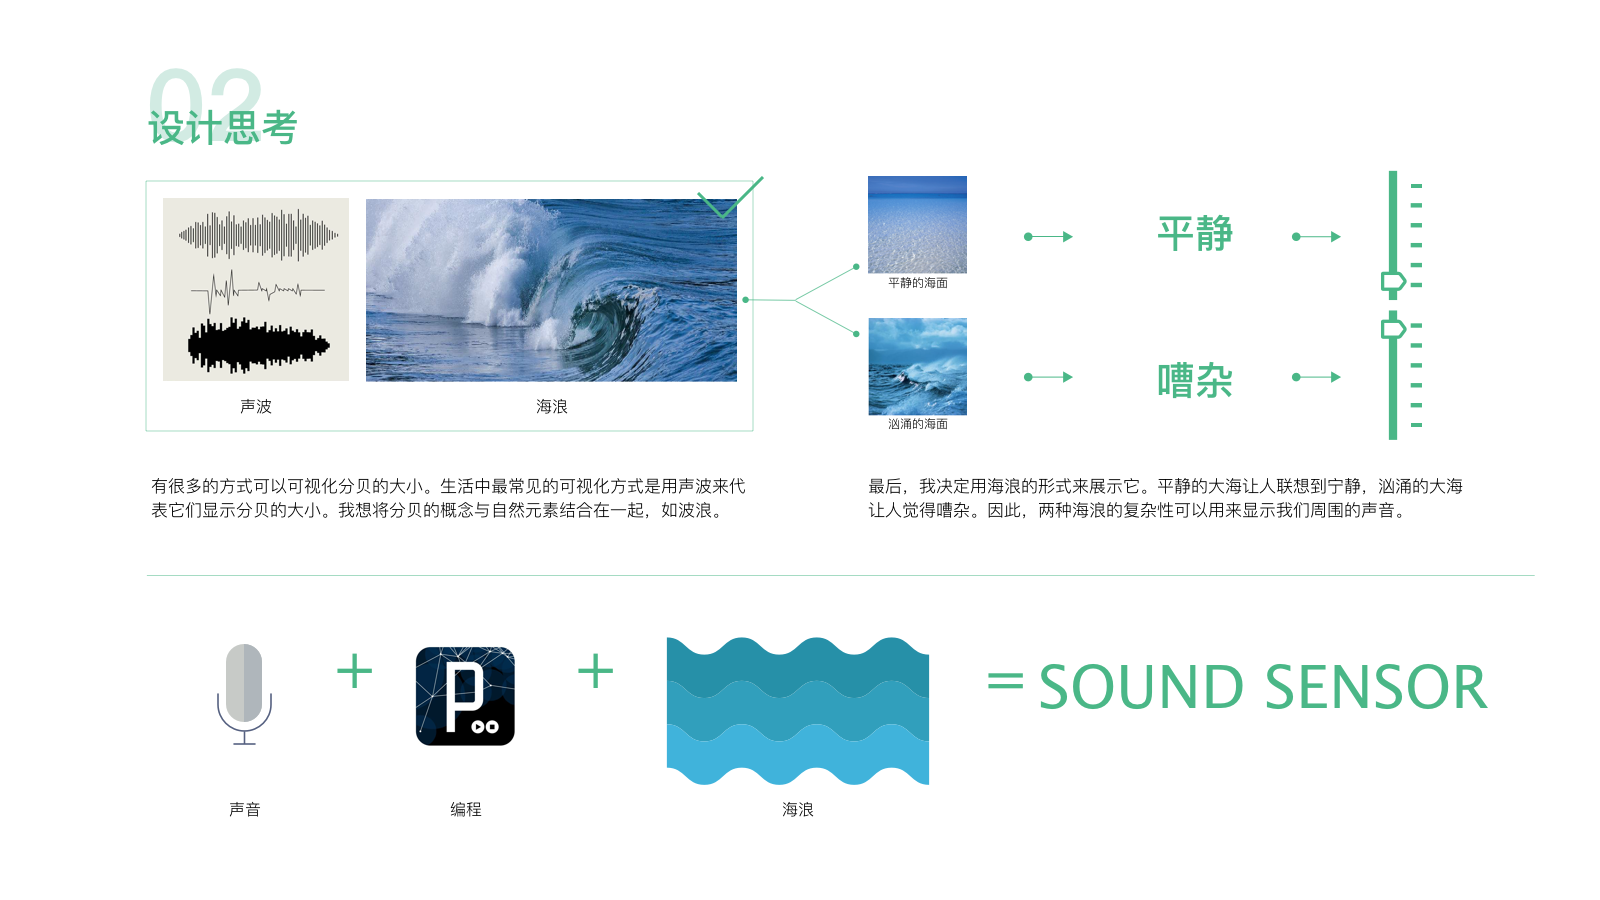 02
设计思考
声波
海浪
平静的海面
平静
汹涌的海面
嘈杂
有很多的方式可以可视化分贝的大小。生活中最常见的可视化方式是用声波来代
表它们显示分贝的大小。我想将分贝的概念与自然元素结合在一起，如波浪。
最后，我决定用海浪的形式来展示它。平静的大海让人联想到宁静，汹涌的大海
让人觉得嘈杂。因此，两种海浪的复杂性可以用来显示我们周围的声音。
+
P
+
= SOUND SENSOR
声音
编程
海浪